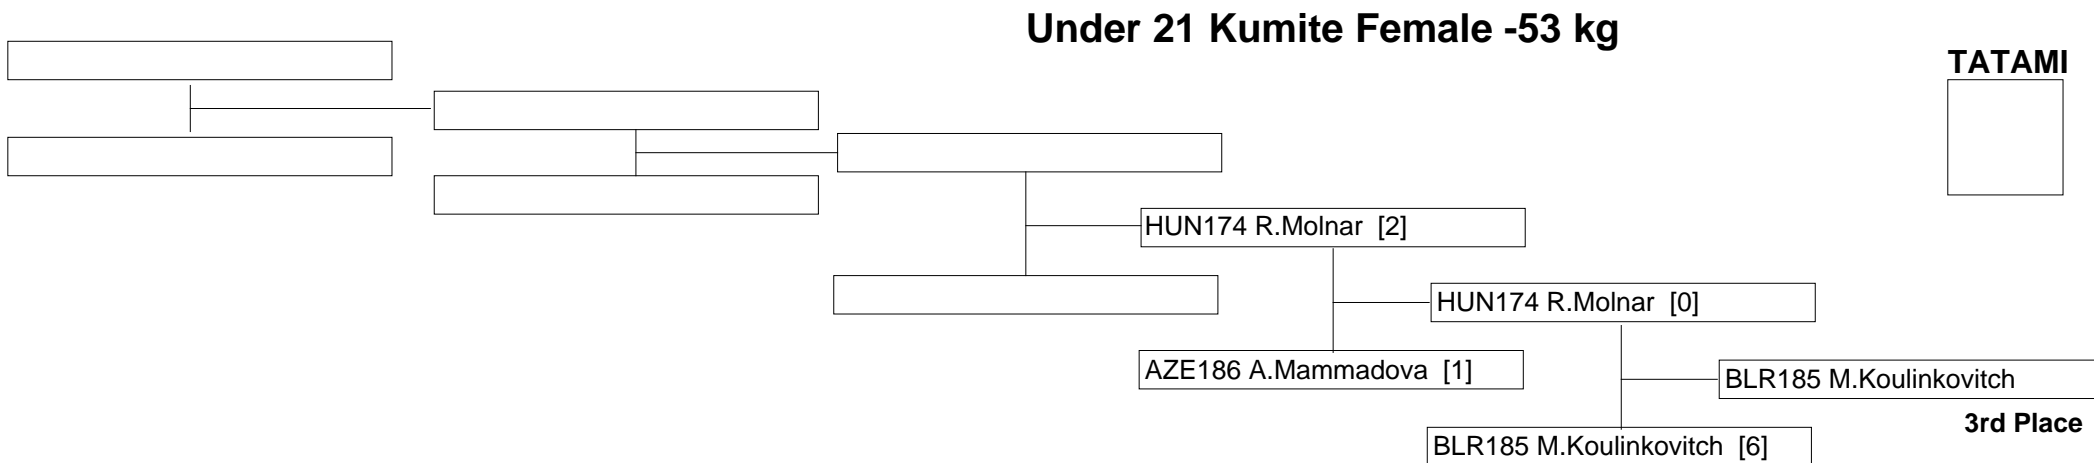 Under 21 Kumite Female -53 kg
TATAMI
HUN174 R.Molnar [2]
HUN174 R.Molnar [0]
AZE186 A.Mammadova [1]
BLR185 M.Koulinkovitch
3rd Place
BLR185 M.Koulinkovitch [6]